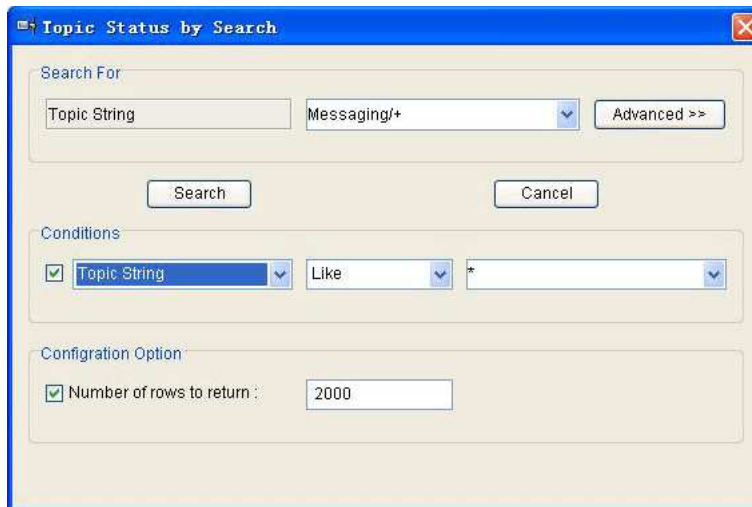 Topic Status by Search
Search For
Topic String Messaging/+ Advanced >>
Search Cancel
Conditions
Topic String Like *
Configration Option
Number of rows to return : 2000